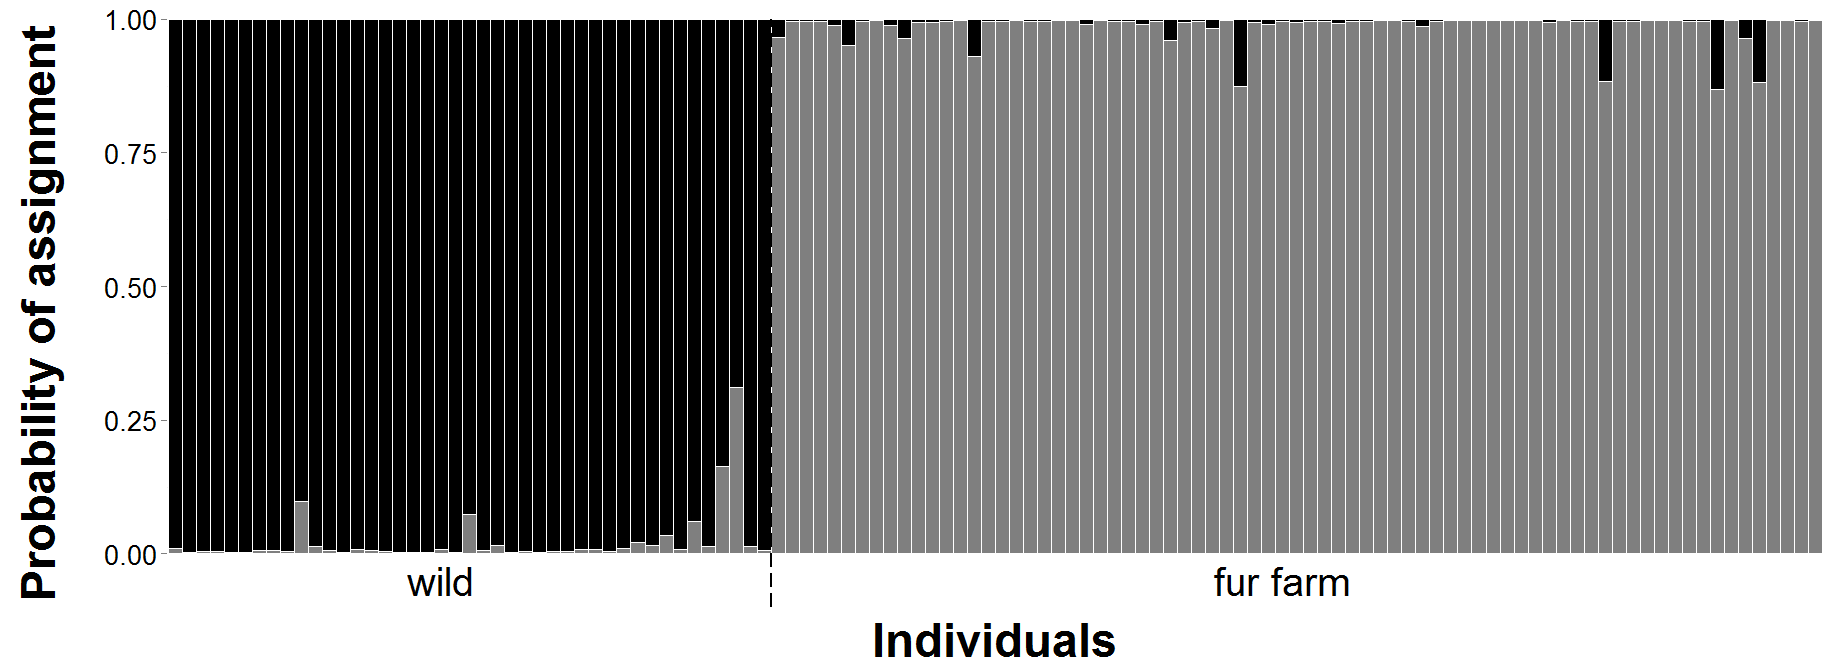 Probability of assignment
1.00
0.75
0.50
0.25
0.00
wild
fur farm
Individuals